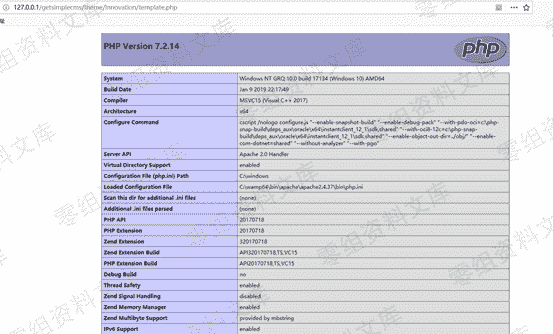 127.0.0.1/getsimplecms/theme/Innovation/template.php
PHP Version 7.2.14
php
System Windows NT GRQ 10.0 build 17134 (Windows 10) AMD64
Build Date Jan 9 2019 22:17:49
Compiler MSVC15 (Visual C++ 2017)
Architecture x64
Configure Command cscript /nologo configure.js "--enable-snapshot-build" "--enable-debug-pack" "--with-pdo-oci=c:\php-
snap-build\deps_aux\oracle\x64\instantclient_12_1\sdk,shared" "--with-oci8-12c=c:\php-snap-
build\deps_aux\oracle\x64\instantclient_12_1\sdk,shared" "--enable-object-out-dir=../obj/" "--enable-
com-dotnet=shared" "--without-analyzer" "--with-pgo"
Server API Apache 2.0 Handler
Virtual Directory Support enabled
Configuration File (php.ini) Path C:\windows
Loaded Configuration File C:\wamp64\bin\apache\apache2.4.37\bin\php.ini
Scan this dir for additional .ini files (none)
Additional .ini files parsed (none)
PHP API 20170718
PHP Extension 20170718
Zend Extension 320170718
Zend Extension Build API320170718,TS,VC15
PHP Extension Build API20170718,TS,VC15
Debug Build no
Thread Safety enabled
Zend Signal Handling disabled
Zend Memory Manager enabled
Zend Multibyte Support provided by mbstring
IPv6 Support enabled
零组资料文库